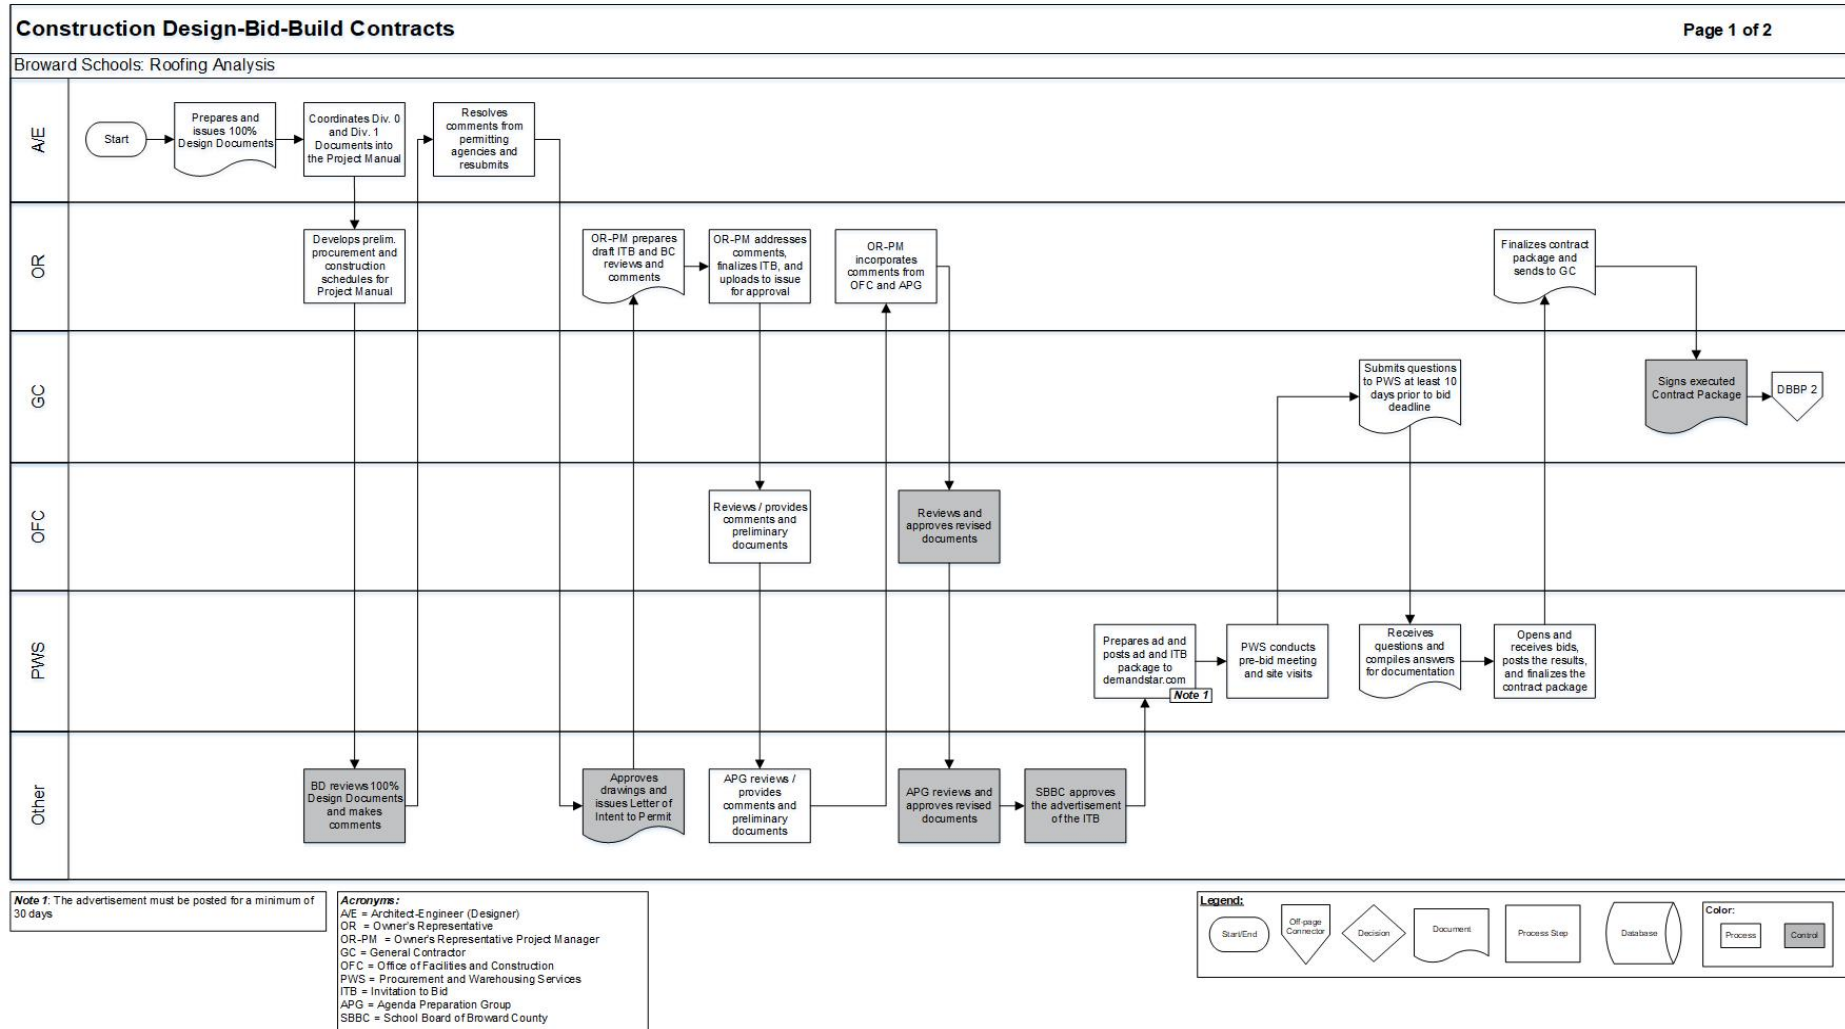 Construction Design-Bid-Build Contracts
Page 1 of 2
Broward Schools: Roofing Analysis
A/E
Start
Prepares and
issues 100%
Design Documents
Coordinates Div. 0
and Div. 1
Documents into
the Project Manual
Resolves
comments from
permitting
agencies and
resubmits
OR
Develops prelim.
procurement and
construction
schedules for
Project Manual
OR-PM prepares
draft ITB and BC
reviews and
comments
OR-PM addresses
comments,
finalizes ITB, and
uploads to issue
for approval
OR-PM
incorporates
comments from
OFC and APG
Finalizes contract
package and
sends to GC
GC
Submits questions
to PWS at least 10
days prior to bid
deadline
Signs executed
Contract Package
DBBP 2
OFC
Reviews / provides
comments and
preliminary
documents
Reviews and
approves revised
documents
PWS
Prepares ad and
posts ad and ITB
package to
demandstar.com
Note 1
PWS conducts
pre-bid meeting
and site visits
Receives
questions and
compiles answers
for documentation
Opens and
receives bids,
posts the results,
and finalizes the
contract package
Other
BD reviews 100%
Design Documents
and makes
comments
Approves
drawings and
issues Letter of
Intent to Permit
APG reviews /
provides
comments and
preliminary
documents
APG reviews and
approves revised
documents
SBBC approves
the advertisement
of the ITB
Note 1: The advertisement must be posted for a minimum of
30 days
Acronyms:
A/E = Architect-Engineer (Designer)
OR = Owner's Representative
OR-PM = Owner's Representative Project Manager
GC = General Contractor
OFC = Office of Facilities and Construction
PWS = Procurement and Warehousing Services
ITB = Invitation to Bid
APG = Agenda Preparation Group
SBBC = School Board of Broward County
Legend:
Start/End
Off-page
Connector
Decision
Document
Process Step
Database
Color:
Process
Control